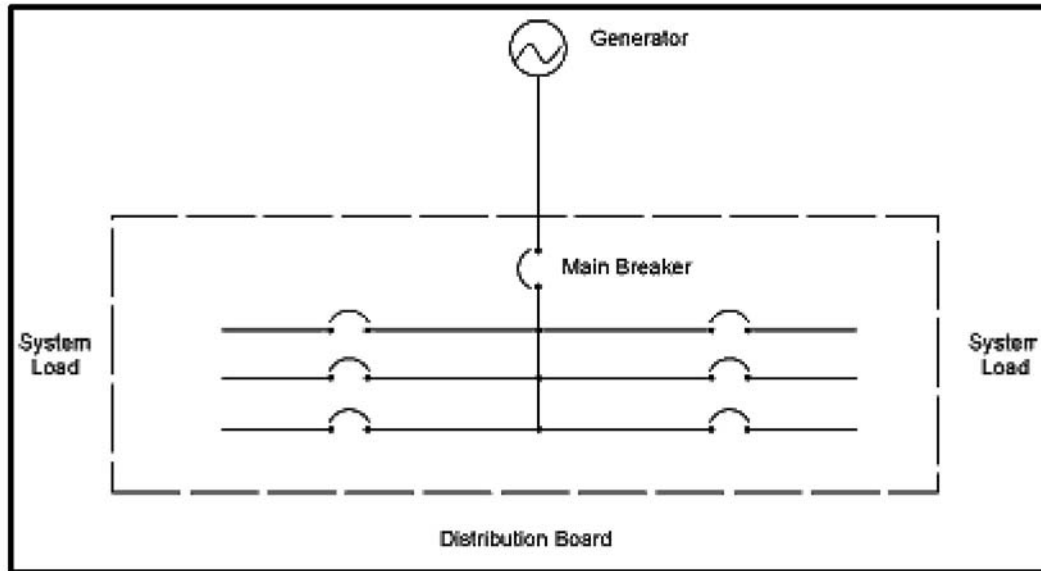 Generator
Main Breaker
System
Load
System
Load
Distribution Board